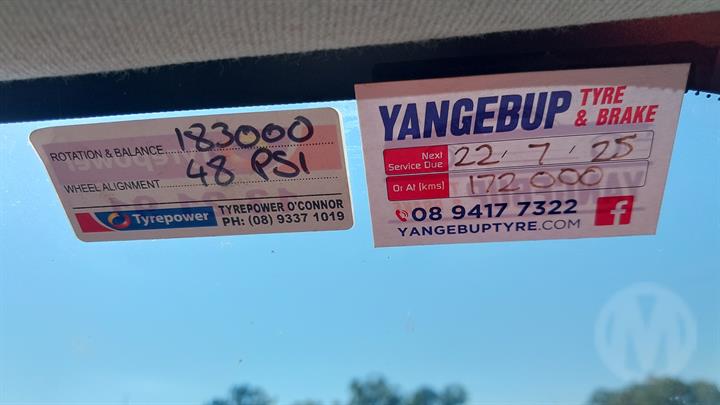 ROTATION & BALANCE 183000
WHEEL ALIGNMENT 48 PSI
Tyrepower
TYREPOWER O'CONNOR
PH: (08) 9337 1019
YANGEBUP TYRE & BRAKE
Next Service Due 22/7/25
Or At (kms) 172000
08 9417 7322
YANGEBUPTYRE.COM
f
M